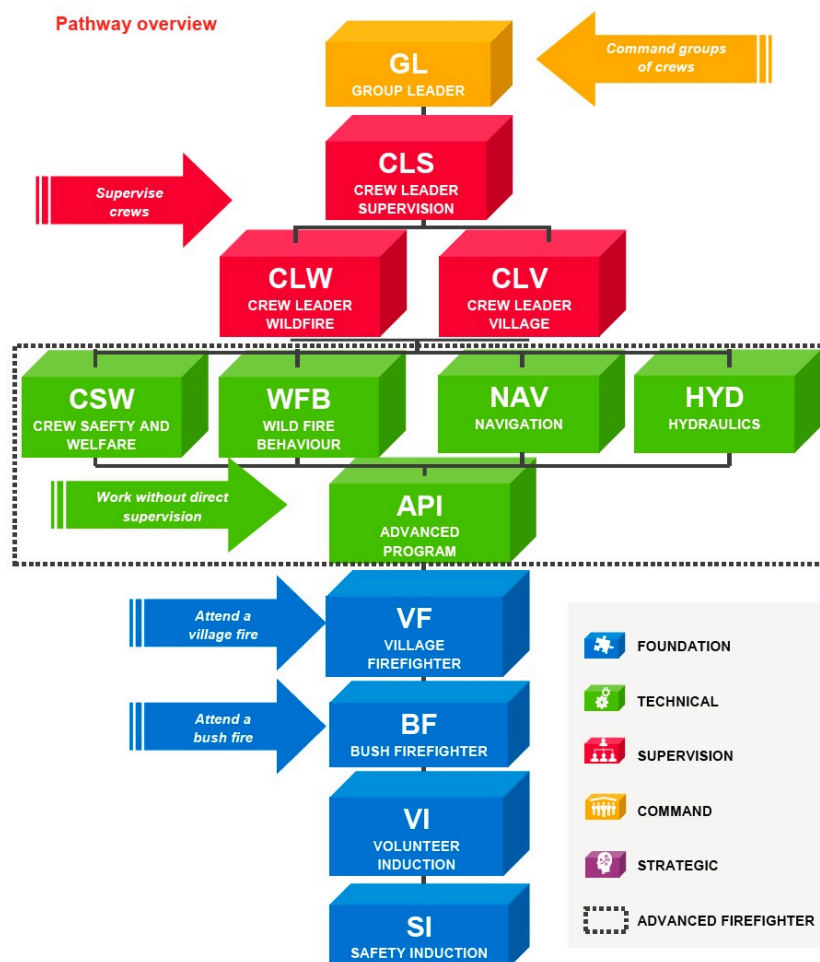 Pathway overview
GL
GROUP LEADER
Command groups
of crews
CLS
CREW LEADER
SUPERVISION
Supervise
crews
CLW
CREW LEADER
WILDFIRE
CLV
CREW LEADER
VILLAGE
CSW
CREW SAEFTY AND
WELFARE
WFB
WILD FIRE
BEHAVIOUR
NAV
NAVIGATION
HYD
HYDRAULICS
Work without direct
supervision
API
ADVANCED
PROGRAM
Attend a
village fire
VF
VILLAGE
FIREFIGHTER
Attend a
bush fire
BF
BUSH FIREFIGHTER
VI
VOLUNTEER
INDUCTION
SI
SAFETY INDUCTION
FOUNDATION
TECHNICAL
SUPERVISION
COMMAND
STRATEGIC
ADVANCED FIREFIGHTER